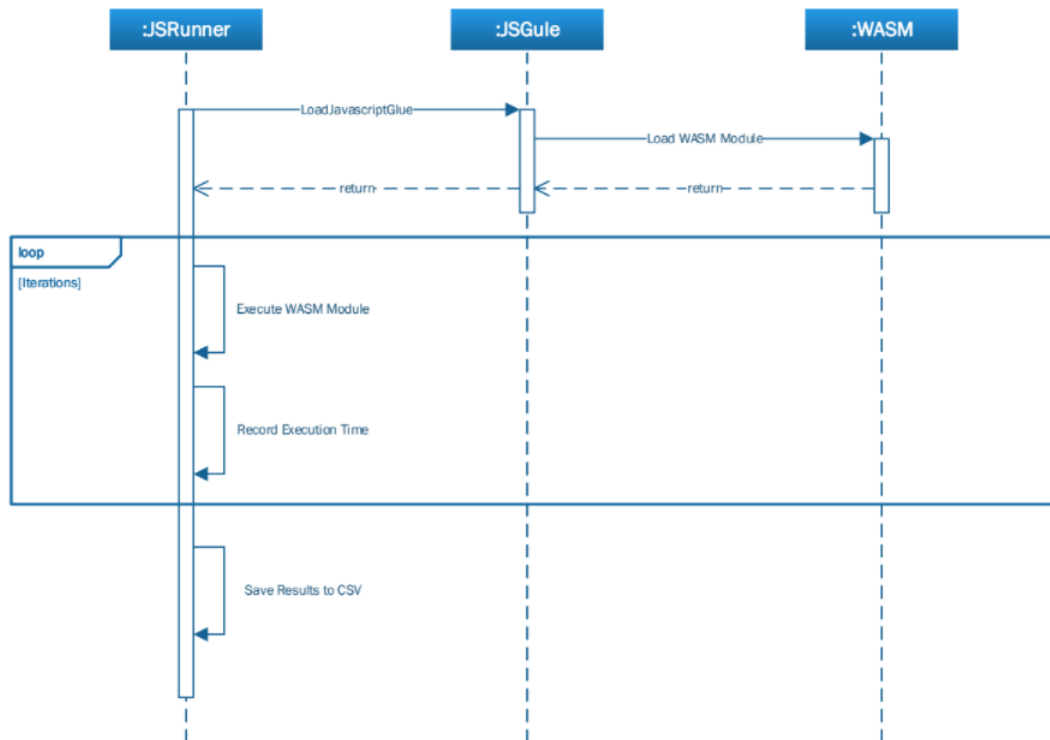 :JSRunner
:JSGule
:WASM
LoadJavascriptGlue
Load WASM Module
return
return
loop
[Iterations]
Execute WASM Module
Record Execution Time
Save Results to CSV